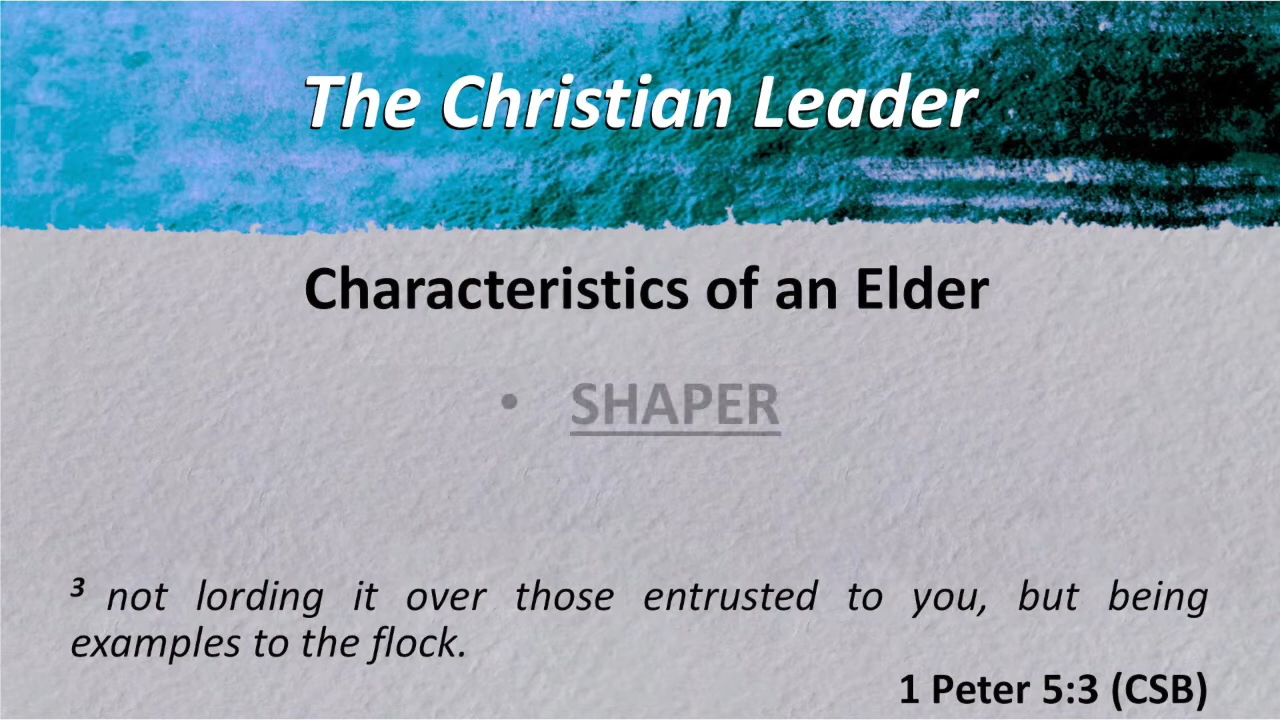 The Christian Leader
Characteristics of an Elder
• SHAPER
³ not lording it over those entrusted to you, but being
examples to the flock.
1 Peter 5:3 (CSB)